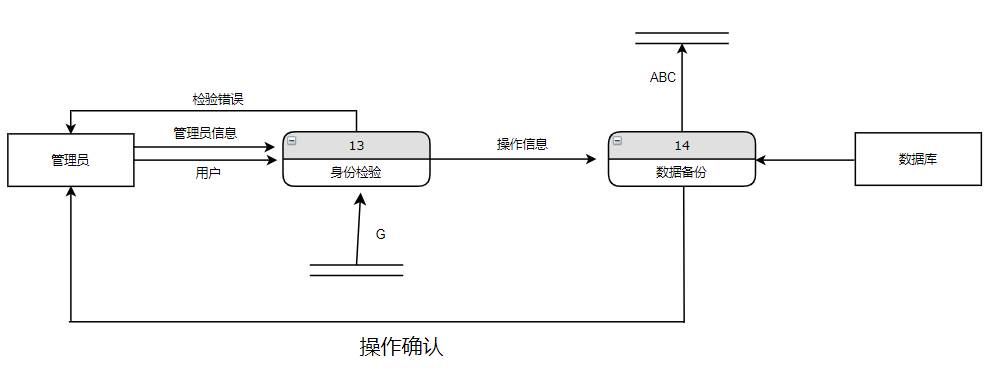 ABC
检验错误
管理员信息
13
操作信息
14
管理员
用户
身份检验
数据备份
数据库
G
操作确认